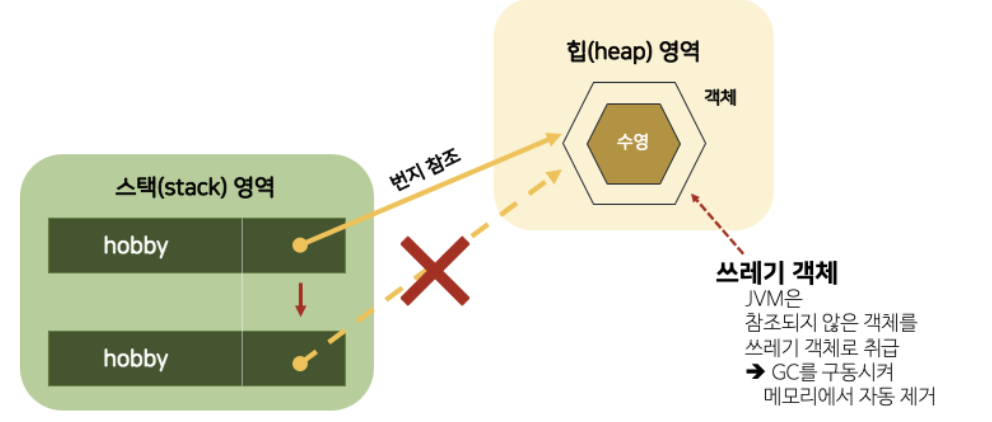 힙(heap) 영역
객체
수영
번지 참조
스택(stack) 영역
hobby
hobby
쓰레기 객체
JVM은
참조되지 않은 객체를
쓰레기 객체로 취급
➔ GC를 구동시켜
메모리에서 자동 제거